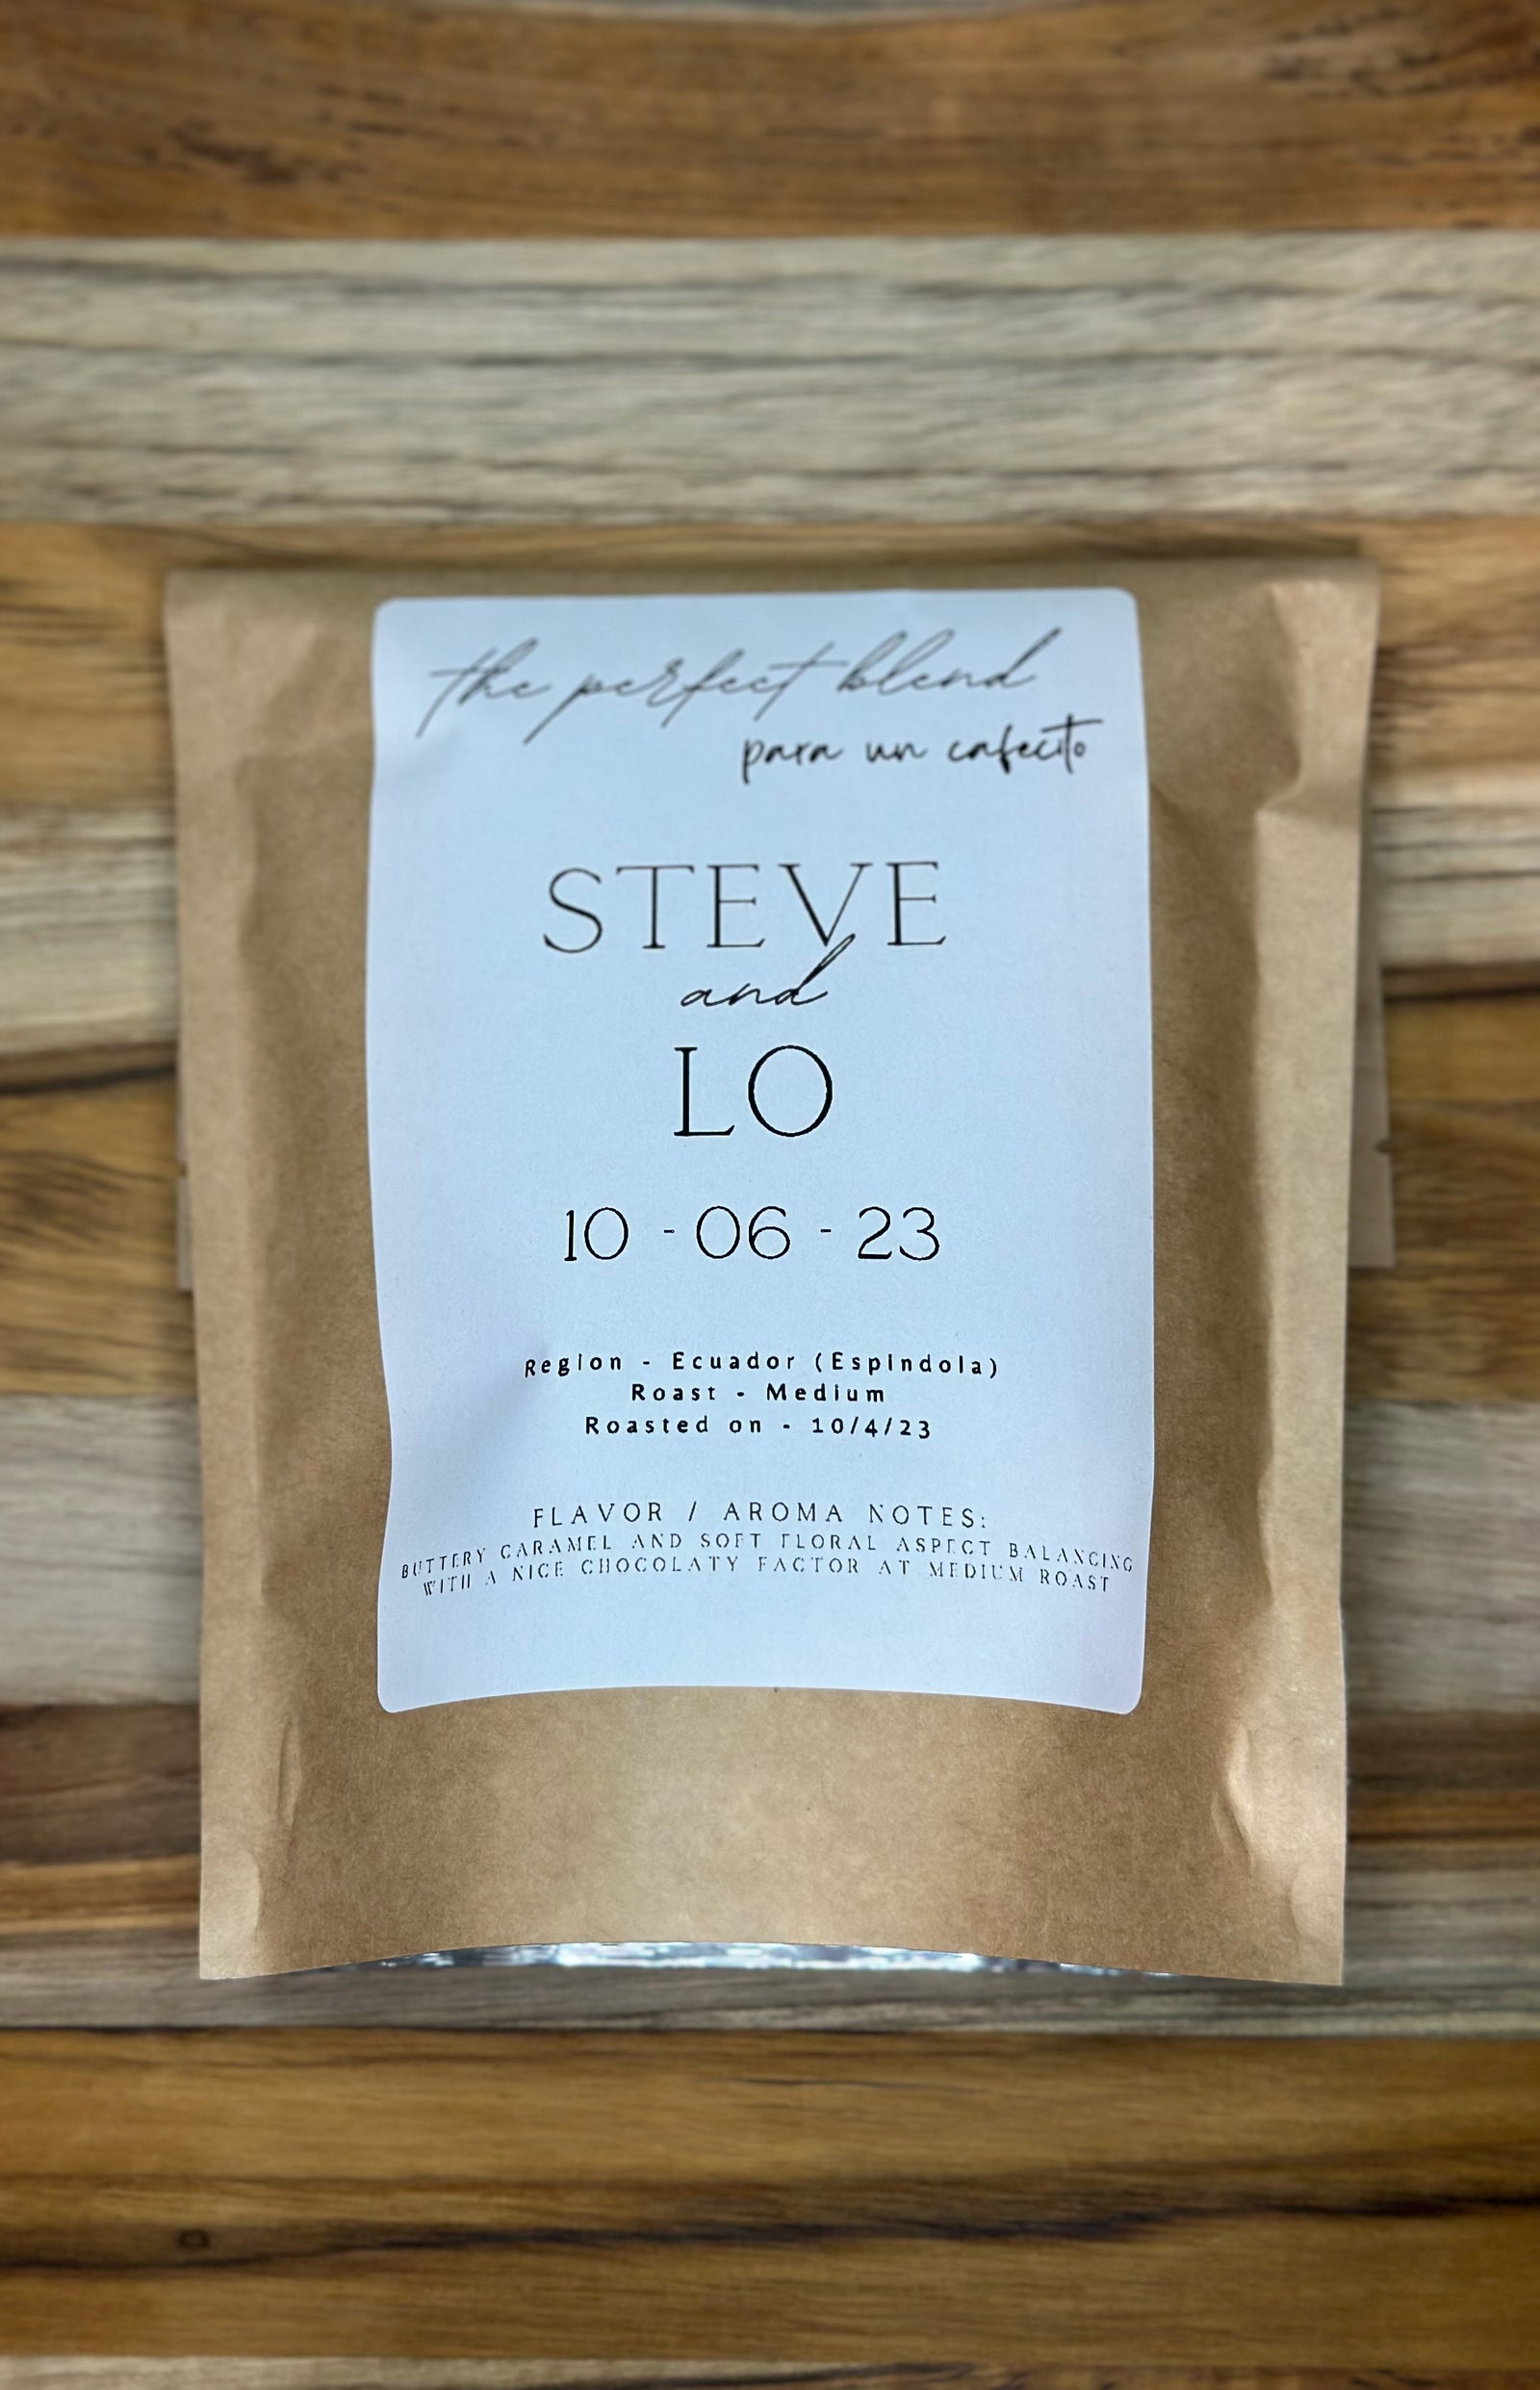 the perfect blend
para un cafecito
STEVE
and
LO
10 - 06 - 23
Region - Ecuador (Espindola)
Roast - Medium
Roasted on - 10/4/23
FLAVOR / AROMA NOTES:
BUTTERY CARAMEL AND SOFT FLORAL ASPECT BALANCING
WITH A NICE CHOCOLATY FACTOR AT MEDIUM ROAST